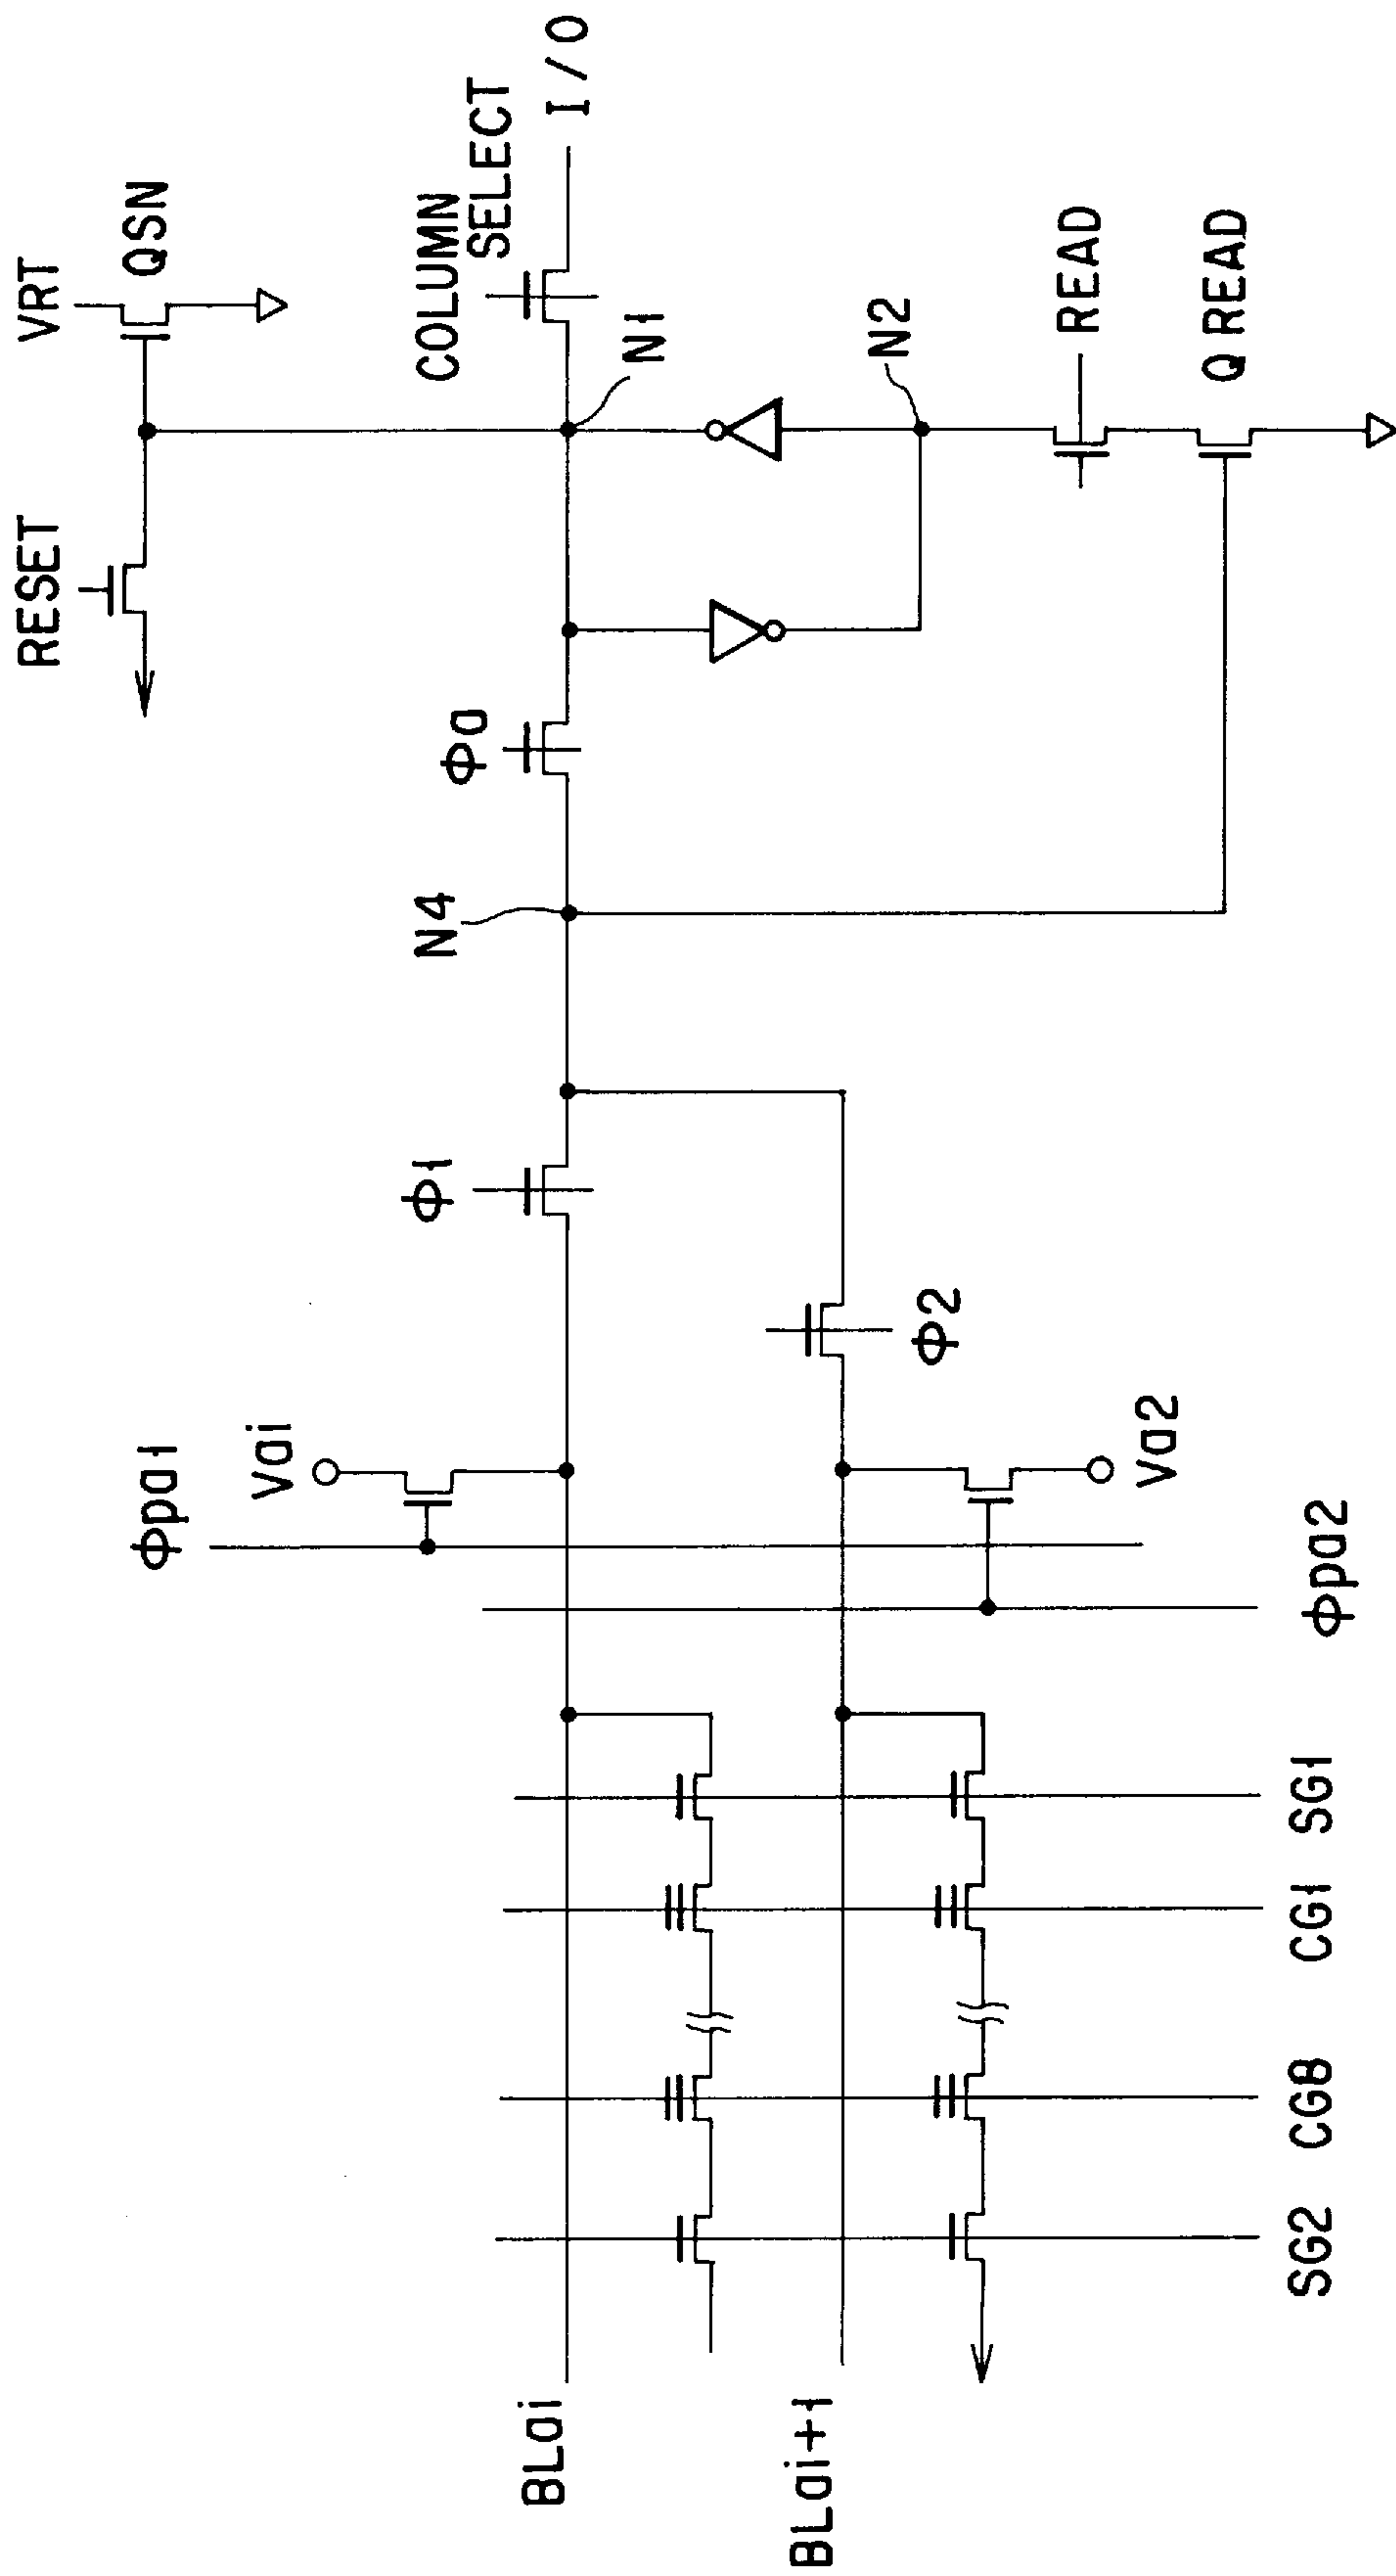 RESET
VRT
QSN
COLUMN
SELECT
I/O
Φa
N1
N4
N2
READ
Q READ
Φ1
Φ2
Φpa1
Va1
Va2
Φpa2
BLai
BLai+1
SG2
CG8
CG1
SG1